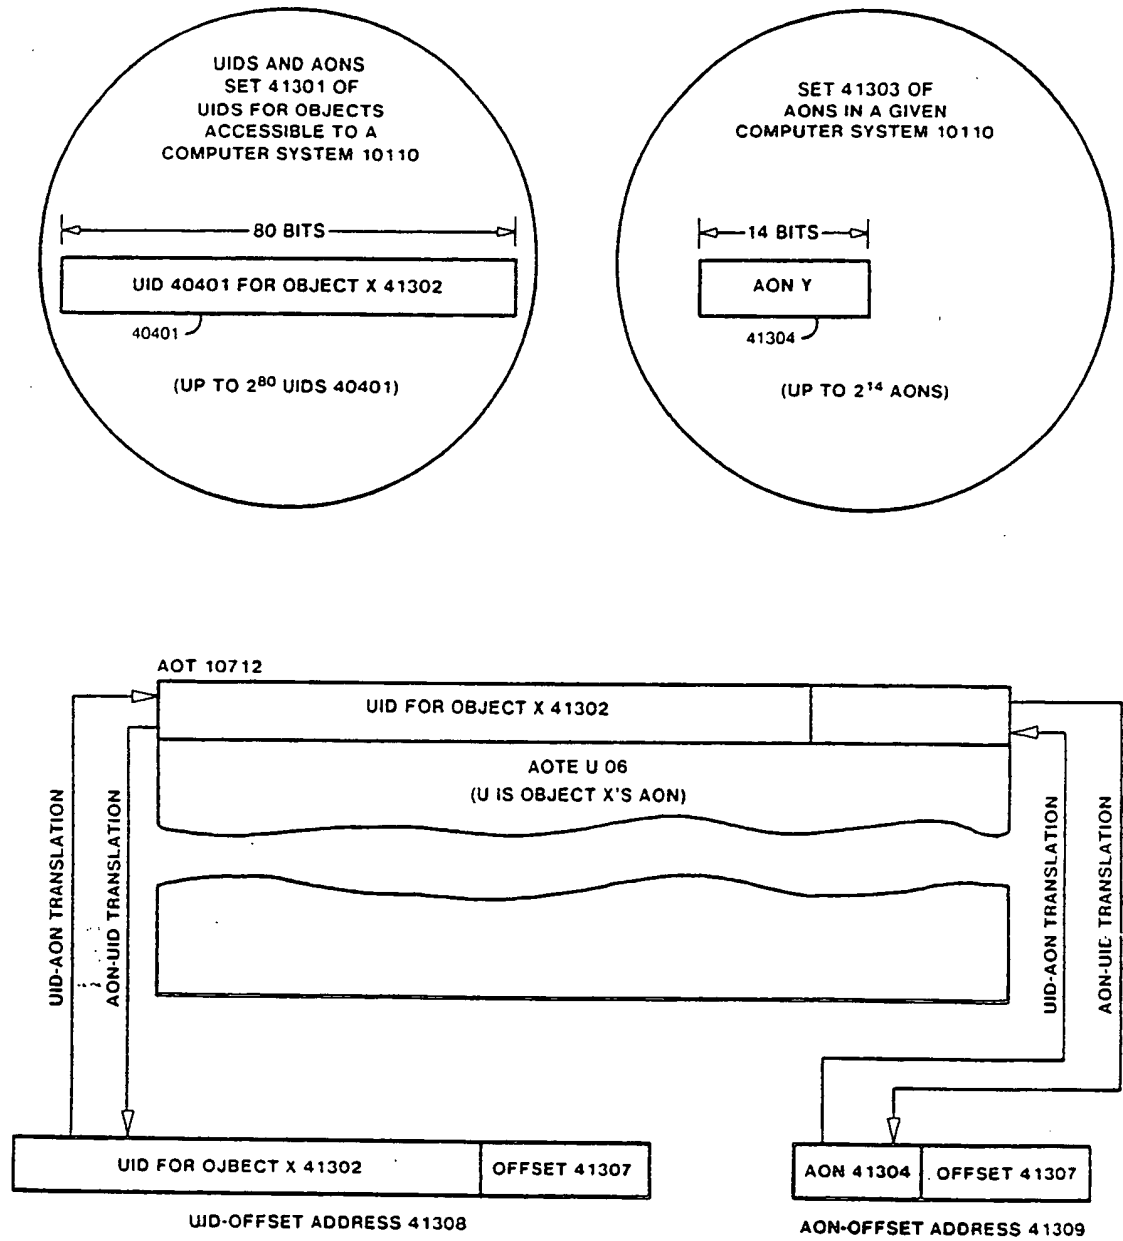 UIDS AND AONS
SET 41301 OF
UIDS FOR OBJECTS
ACCESSIBLE TO A
COMPUTER SYSTEM 10110
80 BITS
UID 40401 FOR OBJECT X 41302
40401
(UP TO 2⁸⁰ UIDS 40401)
SET 41303 OF
AONS IN A GIVEN
COMPUTER SYSTEM 10110
14 BITS
AON Y
41304
(UP TO 2¹⁴ AONS)
AOT 10712
UID FOR OBJECT X 41302
AOTE U 06
(U IS OBJECT X'S AON)
UID-AON TRANSLATION
AON-UID TRANSLATION
UID-AON TRANSLATION
AON-UID TRANSLATION
UID FOR OJBECT X 41302
OFFSET 41307
UID-OFFSET ADDRESS 41308
AON 41304
OFFSET 41307
AON-OFFSET ADDRESS 41309